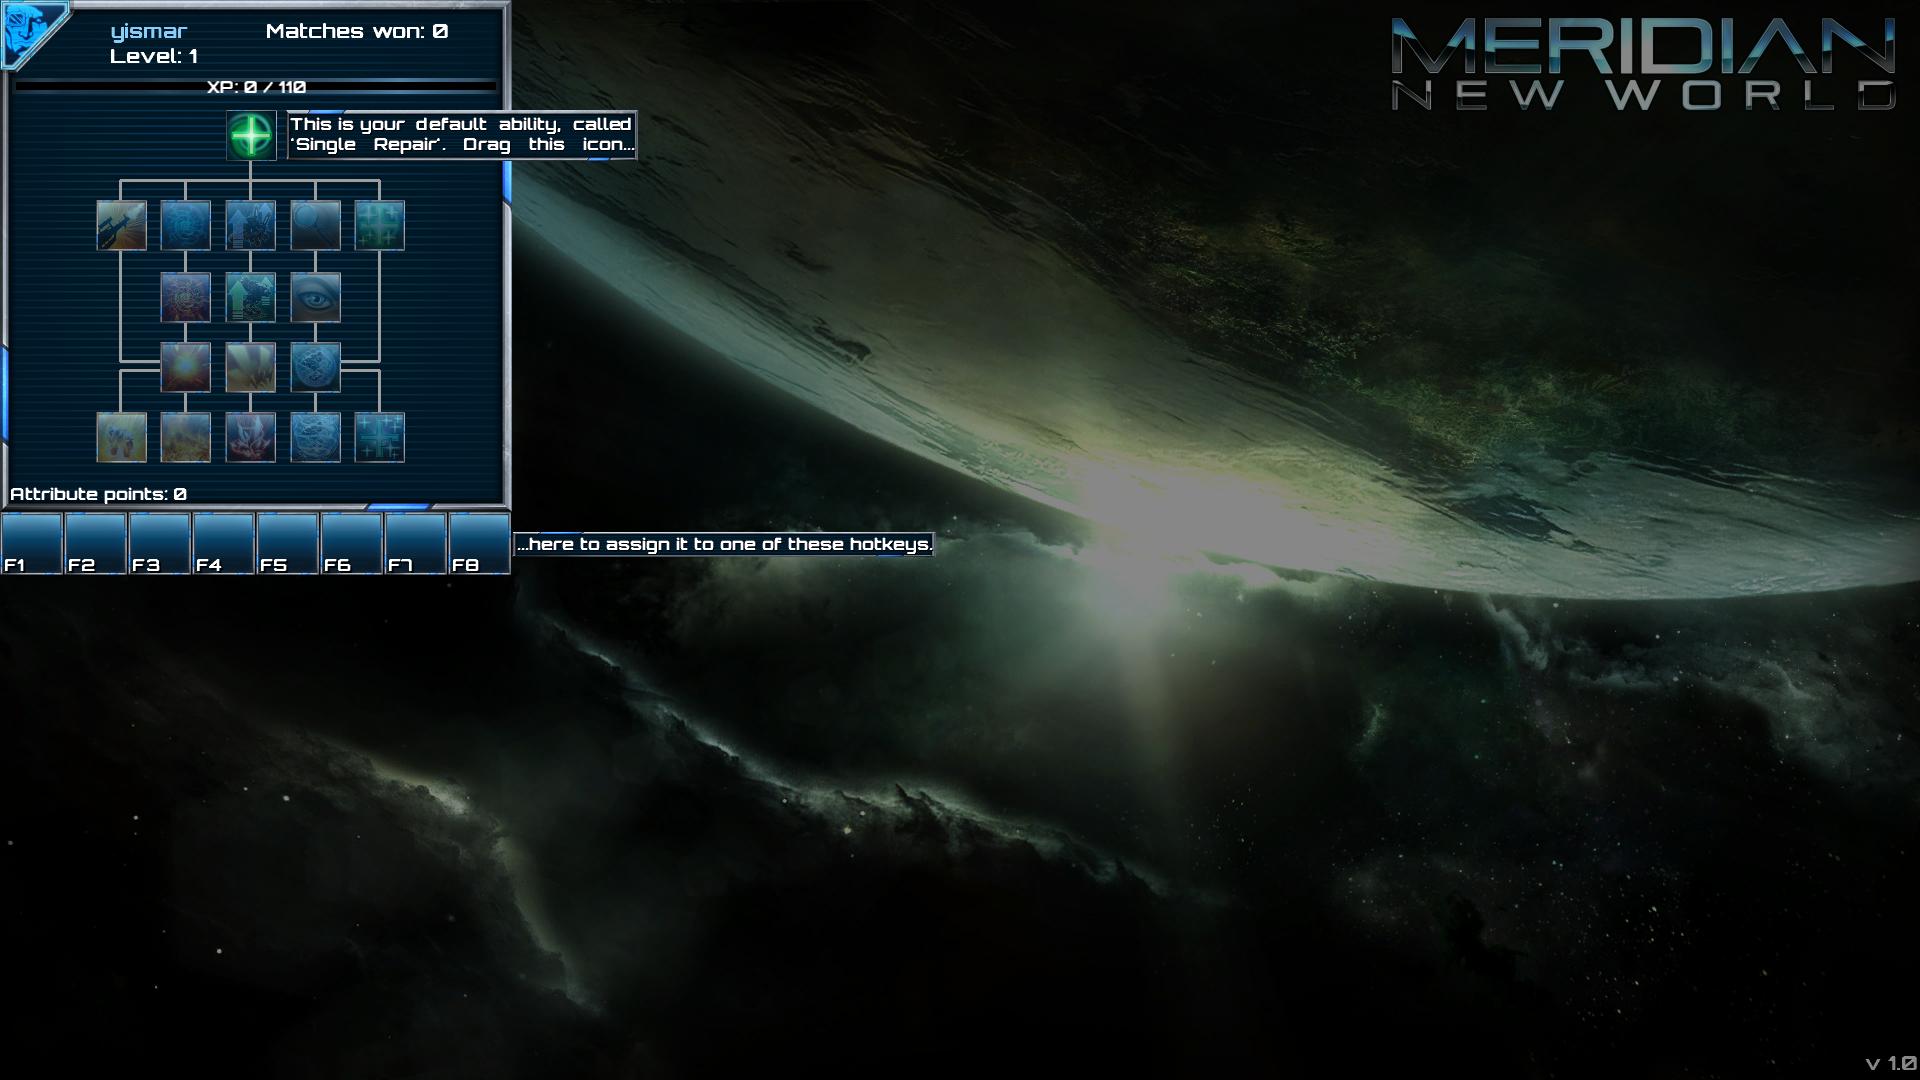 yismar
Matches won: 0
Level: 1
XP: 0 / 110
This is your default ability, called
'Single Repair'. Drag this icon...
Attribute points: 0
F1 F2 F3 F4 F5 F6 F7 F8
...here to assign it to one of these hotkeys.
MERIDIAN
NEW WORLD
v 1.0